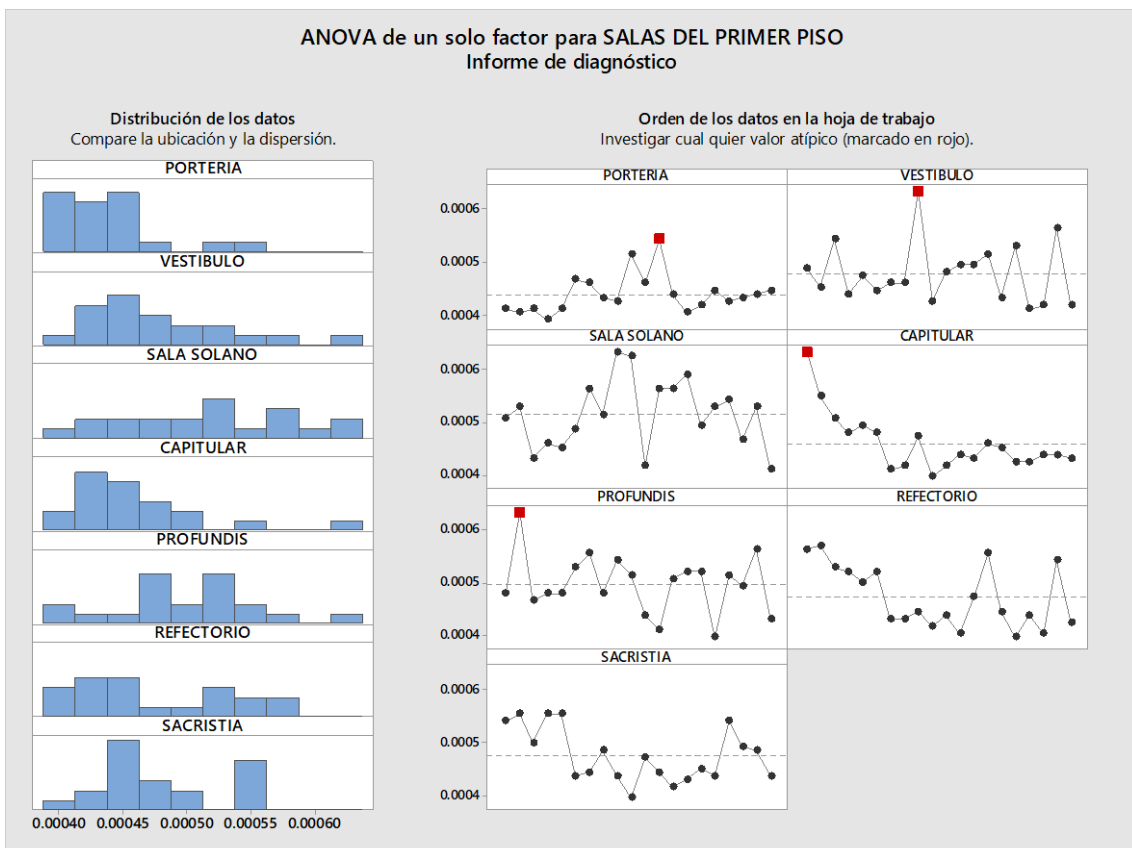 ANOVA de un solo factor para SALAS DEL PRIMER PISO
Informe de diagnóstico
Distribución de los datos
Compare la ubicación y la dispersión.
PORTERIA
VESTIBULO
SALA SOLANO
CAPITULAR
PROFUNDIS
REFECTORIO
SACRISTIA
0.00040 0.00045 0.00050 0.00055 0.00060
Orden de los datos en la hoja de trabajo
Investigar cual quier valor atípico (marcado en rojo).
PORTERIA VESTIBULO
0.0006
0.0005
0.0004
SALA SOLANO CAPITULAR
0.0006
0.0005
0.0004
PROFUNDIS REFECTORIO
0.0006
0.0005
0.0004
SACRISTIA
0.0006
0.0005
0.0004